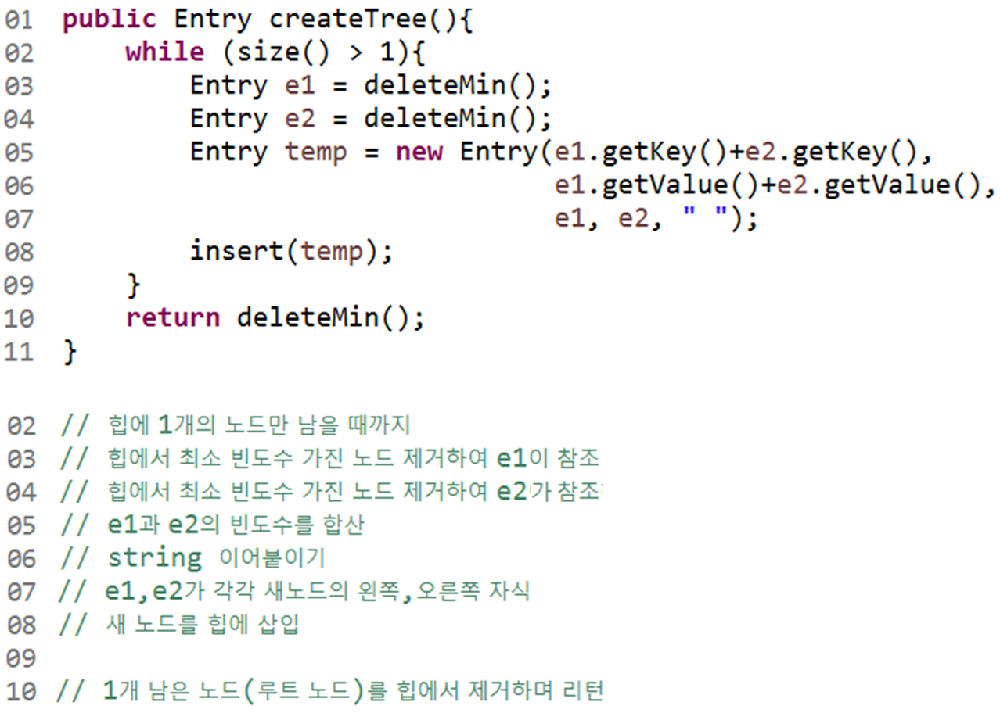 01 public Entry createTree(){
02 while (size() > 1){
03 Entry e1 = deleteMin();
04 Entry e2 = deleteMin();
05 Entry temp = new Entry(e1.getKey()+e2.getKey(),
06 e1.getValue()+e2.getValue(),
07 e1, e2, " ");
08 insert(temp);
09 }
10 return deleteMin();
11 }
02 // 힙에 1개의 노드만 남을 때까지
03 // 힙에서 최소 빈도수 가진 노드 제거하여 e1이 참조
04 // 힙에서 최소 빈도수 가진 노드 제거하여 e2가 참조
05 // e1과 e2의 빈도수를 합산
06 // string 이어붙이기
07 // e1,e2가 각각 새노드의 왼쪽,오른쪽 자식
08 // 새 노드를 힙에 삽입
09
10 // 1개 남은 노드(루트 노드)를 힙에서 제거하며 리턴